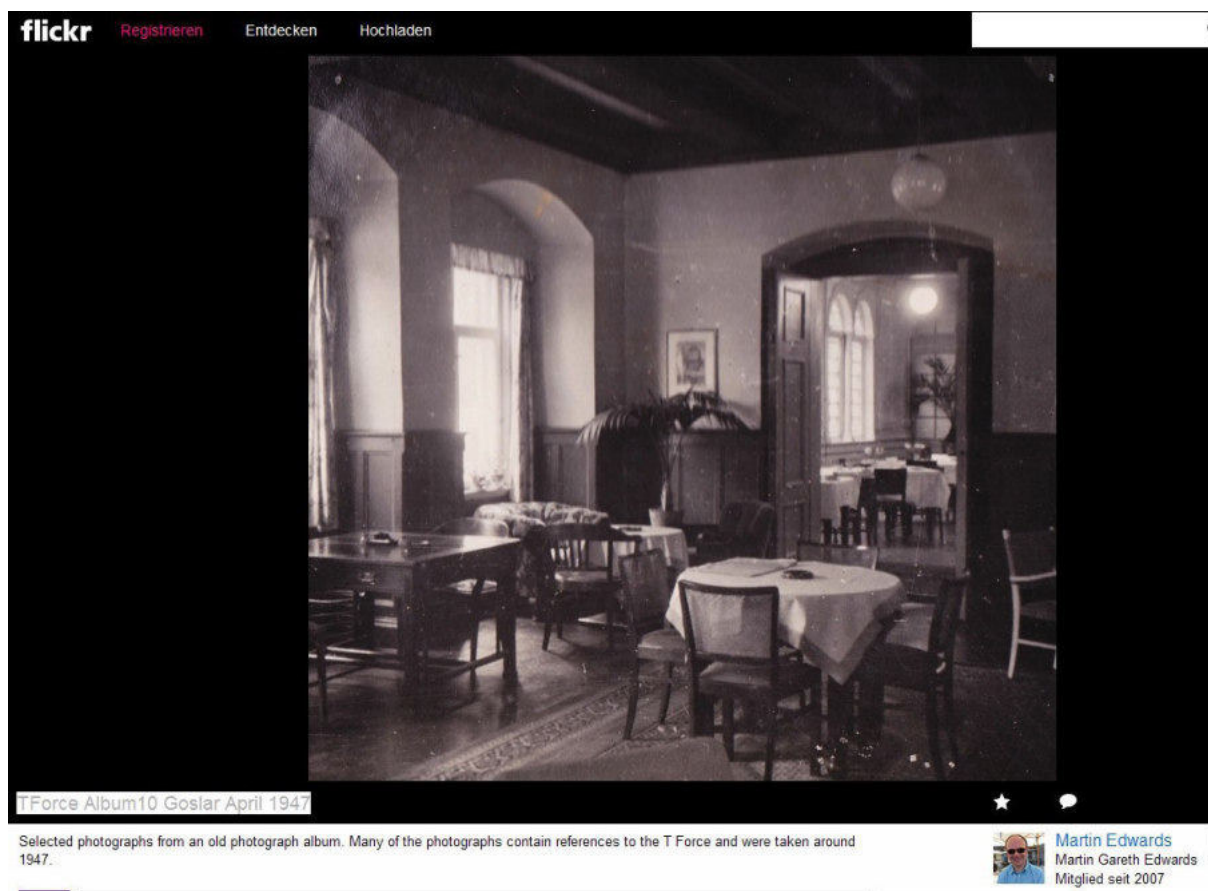 flickr Registrieren Entdecken Hochladen
TForce Album10 Goslar April 1947
Selected photographs from an old photograph album. Many of the photographs contain references to the T Force and were taken around
1947.
Martin Edwards
Martin Gareth Edwards
Mitglied seit 2007